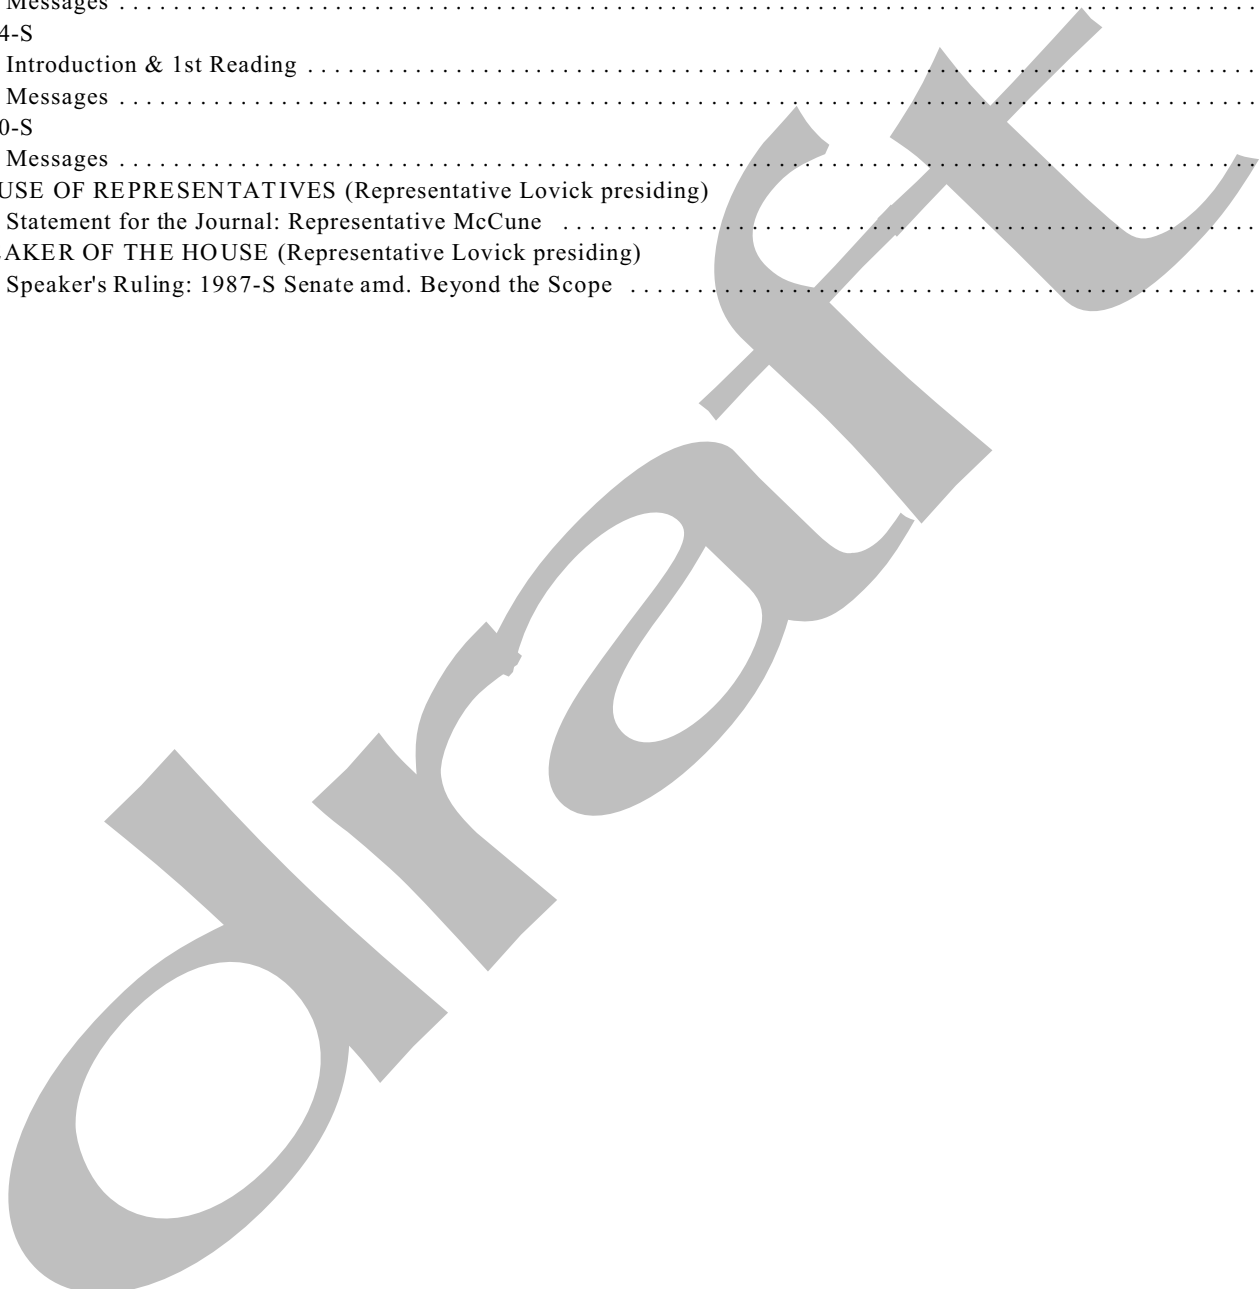 Messages . . . . . . . . . . . . . . . . . . . . . . . . . . . . . . . . . . . . . . . . . . . . . . . . . . . . . . . . . . . . . . . . . . . . . . . . . . . . . . . . . . . .
4-S
Introduction & 1st Reading . . . . . . . . . . . . . . . . . . . . . . . . . . . . . . . . . . . . . . . . . . . . . . . . . . . . . . . . . . . . . . . . . . . . . .
Messages . . . . . . . . . . . . . . . . . . . . . . . . . . . . . . . . . . . . . . . . . . . . . . . . . . . . . . . . . . . . . . . . . . . . . . . . . . . . . . . . . . . .
0-S
Messages . . . . . . . . . . . . . . . . . . . . . . . . . . . . . . . . . . . . . . . . . . . . . . . . . . . . . . . . . . . . . . . . . . . . . . . . . . . . . . . . . . . .
USE OF REPRESENTATIVES (Representative Lovick presiding)
Statement for the Journal: Representative McCune . . . . . . . . . . . . . . . . . . . . . . . . . . . . . . . . . . . . . . . . . . . . . . . . . . .
AKER OF THE HOUSE (Representative Lovick presiding)
Speaker's Ruling: 1987-S Senate amd. Beyond the Scope . . . . . . . . . . . . . . . . . . . . . . . . . . . . . . . . . . . . . . . . . . . . . .
draft